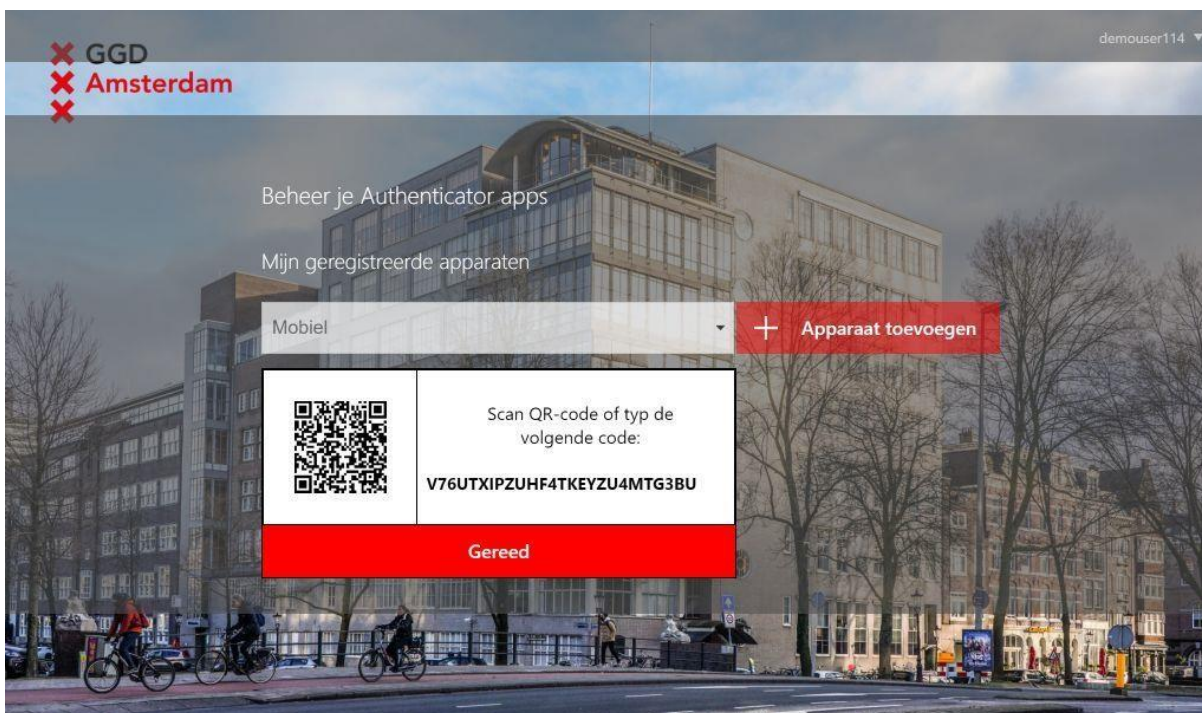 GGD
Amsterdam
demouser114
Beheer je Authenticator apps
Mijn geregistreerde apparaten
Mobiel
Apparaat toevoegen
Scan QR-code of typ de
volgende code:
V76UTXIPZUHF4TKEYZU4MTG3BU
Gereed